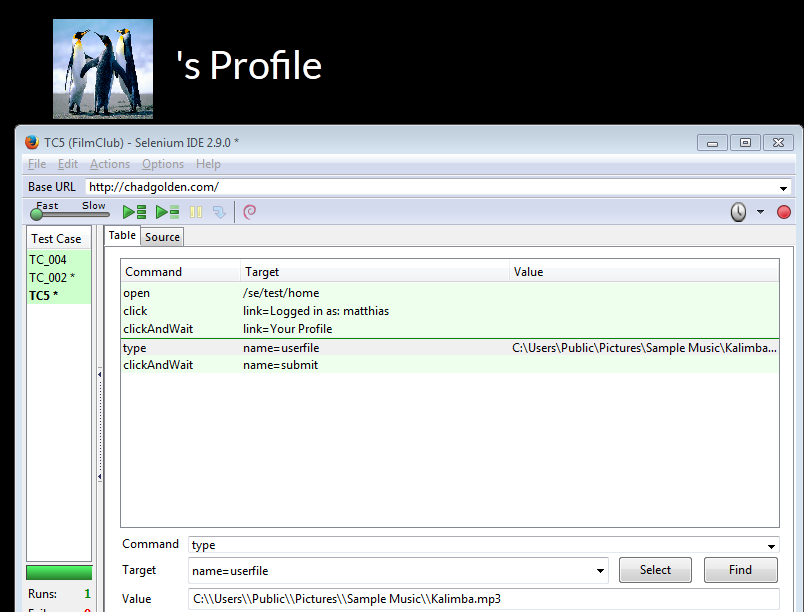 's Profile
TC5 (FilmClub) - Selenium IDE 2.9.0 *
File Edit Actions Options Help
Base URL http://chadgolden.com/
Fast Slow
Test Case
Table Source
Command Target Value
TC_004
TC_002 *
TC5 *
open /se/test/home
click link=Logged in as: matthias
clickAndWait link=Your Profile
type name=userfile C:\Users\Public\Pictures\Sample Music\Kalimba...
clickAndWait name=submit
Command type
Target name=userfile Select Find
Value C:\\Users\\Public\\Pictures\\Sample Music\\Kalimba.mp3
Runs: 1